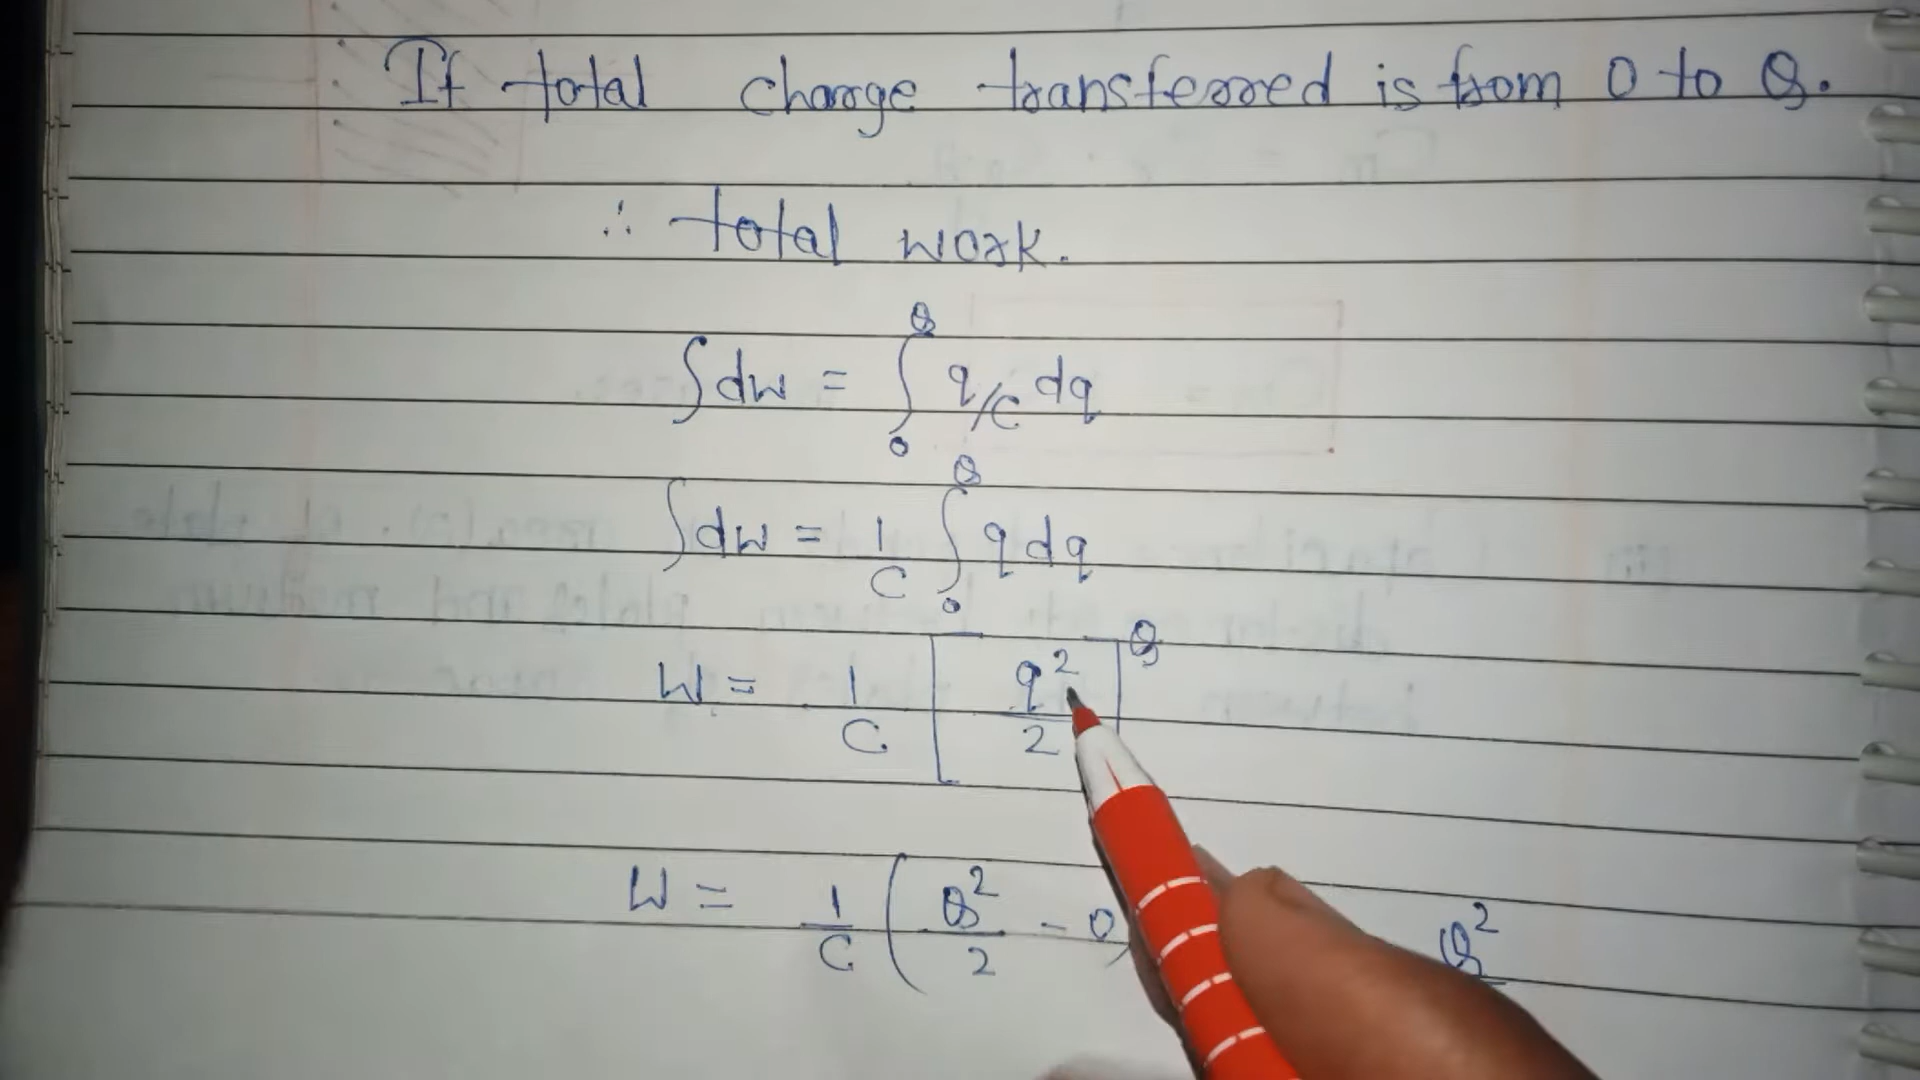 If total charge transferred is from 0 to Q.
∴ total work.
∫dw = ∫₀^Q q/c dq
∫dw = 1/C ∫₀^Q q dq
W = 1/C [q²/2]^Q
W = 1/C (Q²/2 - 0) Q²